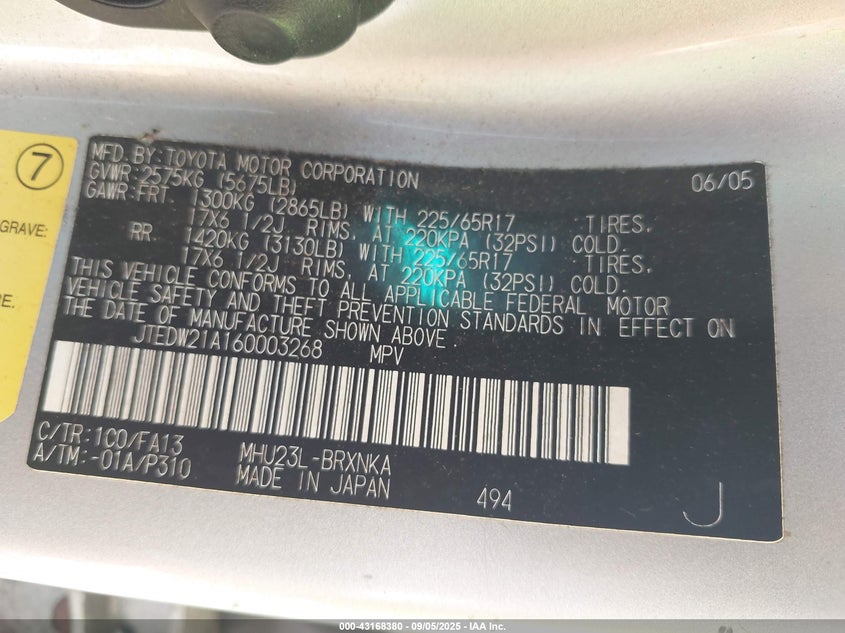 7
GRAVE:
RE.
MFD. BY: TOYOTA MOTOR CORPORATION 06/05
GVWR: 2575KG (5675LB)
GAWR: FRT. 1300KG (2865LB) WITH 225/65R17 TIRES,
17X6 1/2J RIMS, AT 220KPA (32PSI) COLD.
RR. 1420KG (3130LB) WITH 225/65R17 TIRES,
17X6 1/2J RIMS, AT 220KPA (32PSI) COLD.
THIS VEHICLE CONFORMS TO ALL APPLICABLE FEDERAL MOTOR
VEHICLE SAFETY AND THEFT PREVENTION STANDARDS IN EFFECT ON
THE DATE OF MANUFACTURE SHOWN ABOVE.
JTEDW21A160003268 MPV
C/TR: 1C0/FA13 MHU23L-BRXNKA
A/TM: -01A/P310 MADE IN JAPAN 494 J
000-43168380 - 09/05/2025 - IAA Inc.